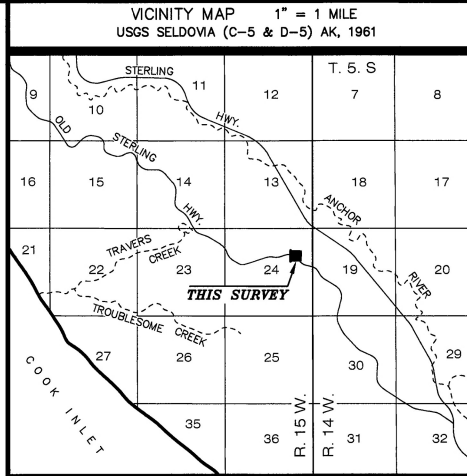 VICINITY MAP 1" = 1 MILE
USGS SELDOVIA (C-5 & D-5) AK, 1961
T. 5. S
STERLING
9
10
11
12
7
8
OLD
STERLING
HWY.
16
15
14
13
18
17
HWY.
ANCHOR
RIVER
TRAVERS
CREEK
21
22
23
24
19
20
THIS SURVEY
TROUBLESOME CREEK
27
26
25
30
29
COOK INLET
35
36
R. 15 W.
R. 14 W.
31
32